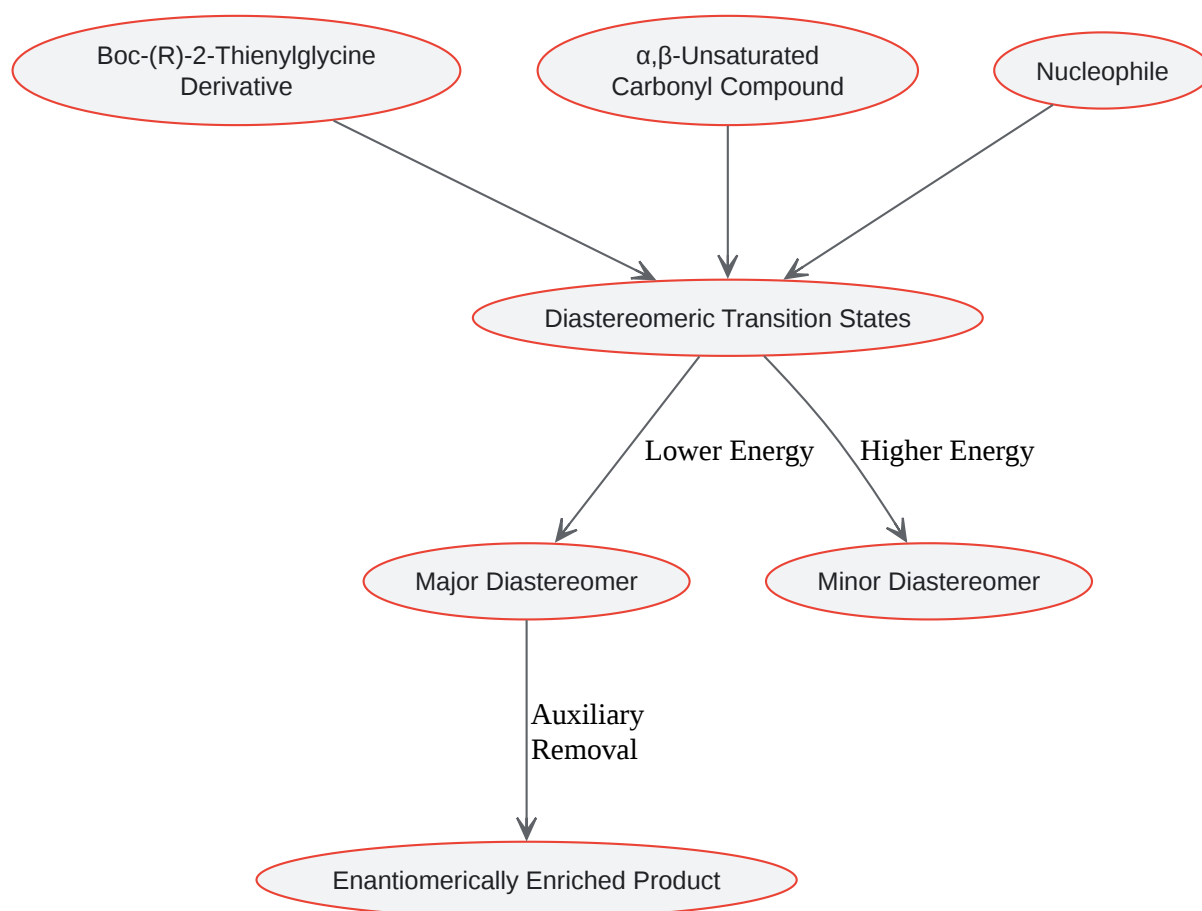 Boc-(R)-2-Thienylglycine
Derivative
α,β-Unsaturated
Carbonyl Compound
Nucleophile
Diastereomeric Transition States
Lower Energy
Higher Energy
Major Diastereomer
Minor Diastereomer
Auxiliary
Removal
Enantiomerically Enriched Product